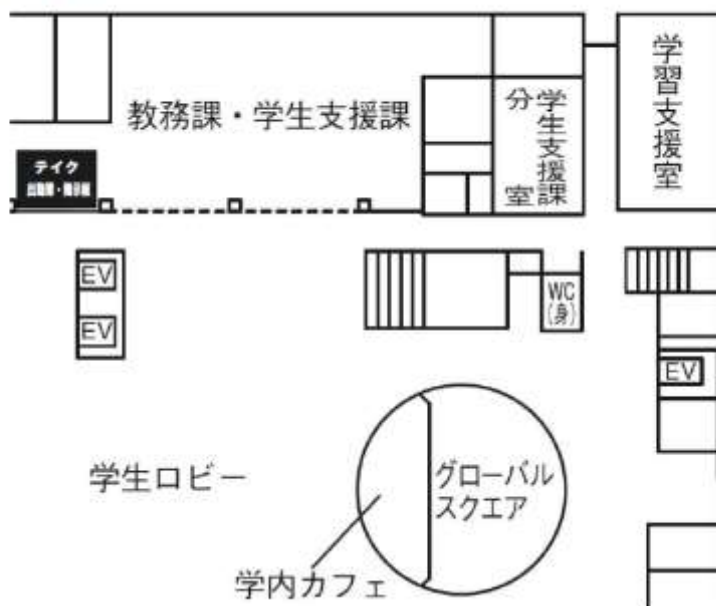 学習支援室
教務課・学生支援課
学生支援課
分室
テイク
EV
EV
WC
(身)
EV
学生ロビー
グローバル
スクエア
学内カフェ